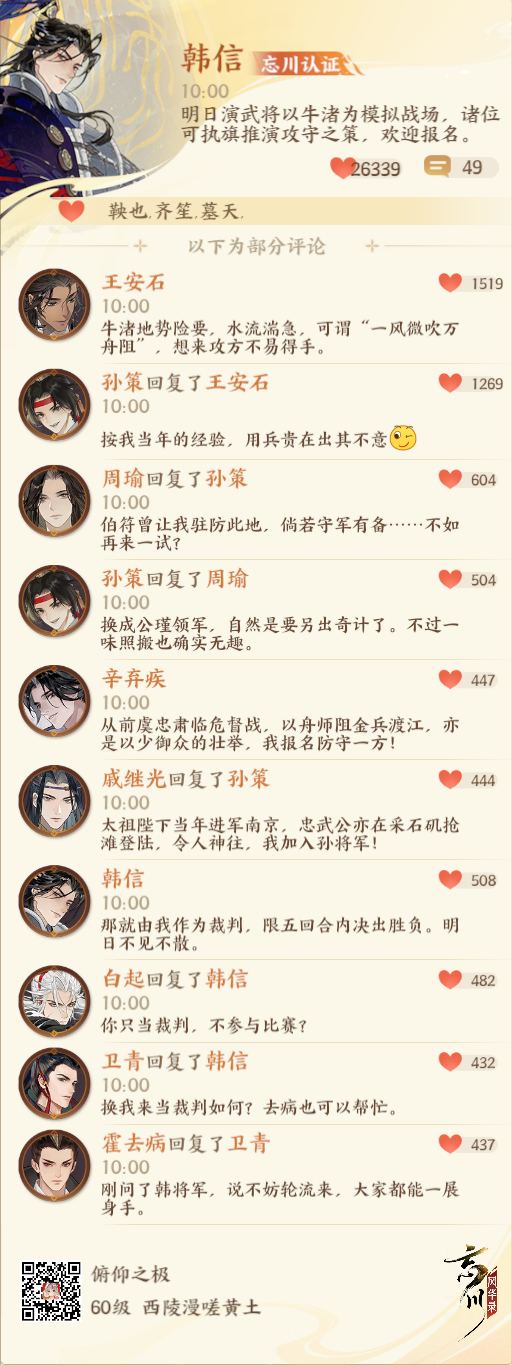 韩信 忘川认证
10:00
明日演武将以牛渚为模拟战场，诸位
可执旗推演攻守之策，欢迎报名。
26339 49
鞅也,齐笙,墓天,
以下为部分评论
王安石 1519
10:00
牛渚地势险要，水流湍急，可谓“一风微吹万
舟阻”，想来攻方不易得手。
孙策回复了王安石 1269
10:00
按我当年的经验，用兵贵在出其不意
周瑜回复了孙策 604
10:00
伯符曾让我驻防此地，倘若守军有备……不如
再来一试？
孙策回复了周瑜 504
10:00
换成公瑾领军，自然是要另出奇计了。不过一
味照搬也确实无趣。
辛弃疾 447
10:00
从前虞忠肃临危督战，以舟师阻金兵渡江，亦
是以少御众的壮举，我报名防守一方！
戚继光回复了孙策 444
10:00
太祖陛下当年进军南京，忠武公亦在采石矶抢
滩登陆，令人神往，我加入孙将军！
韩信 508
10:00
那就由我作为裁判，限五回合内决出胜负。明
日不见不散。
白起回复了韩信 482
10:00
你只当裁判，不参与比赛？
卫青回复了韩信 432
10:00
换我来当裁判如何？去病也可以帮忙。
霍去病回复了卫青 437
10:00
刚问了韩将军，说不妨轮流来，大家都能一展
身手。
俯仰之极
60级 西陵漫嗟黄土
忘川
风华录